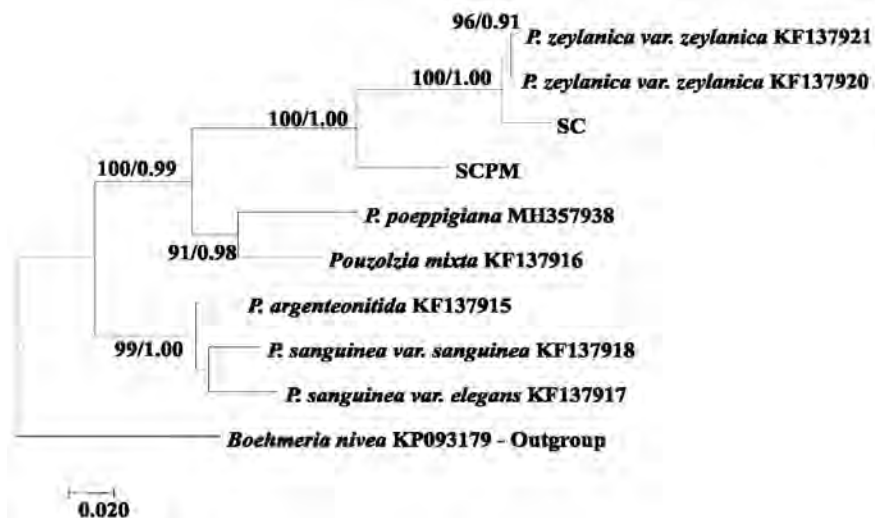 96/0.91
P. zeylanica var. zeylanica KF137921
100/1.00
P. zeylanica var. zeylanica KF137920
100/1.00
SC
100/0.99
SCPM
P. poeppigiana MH357938
91/0.98
Pouzolzia mixta KF137916
P. argenteonitida KF137915
99/1.00
P. sanguinea var. sanguinea KF137918
P. sanguinea var. elegans KF137917
Boehmeria nivea KP093179 - Outgroup
0.020